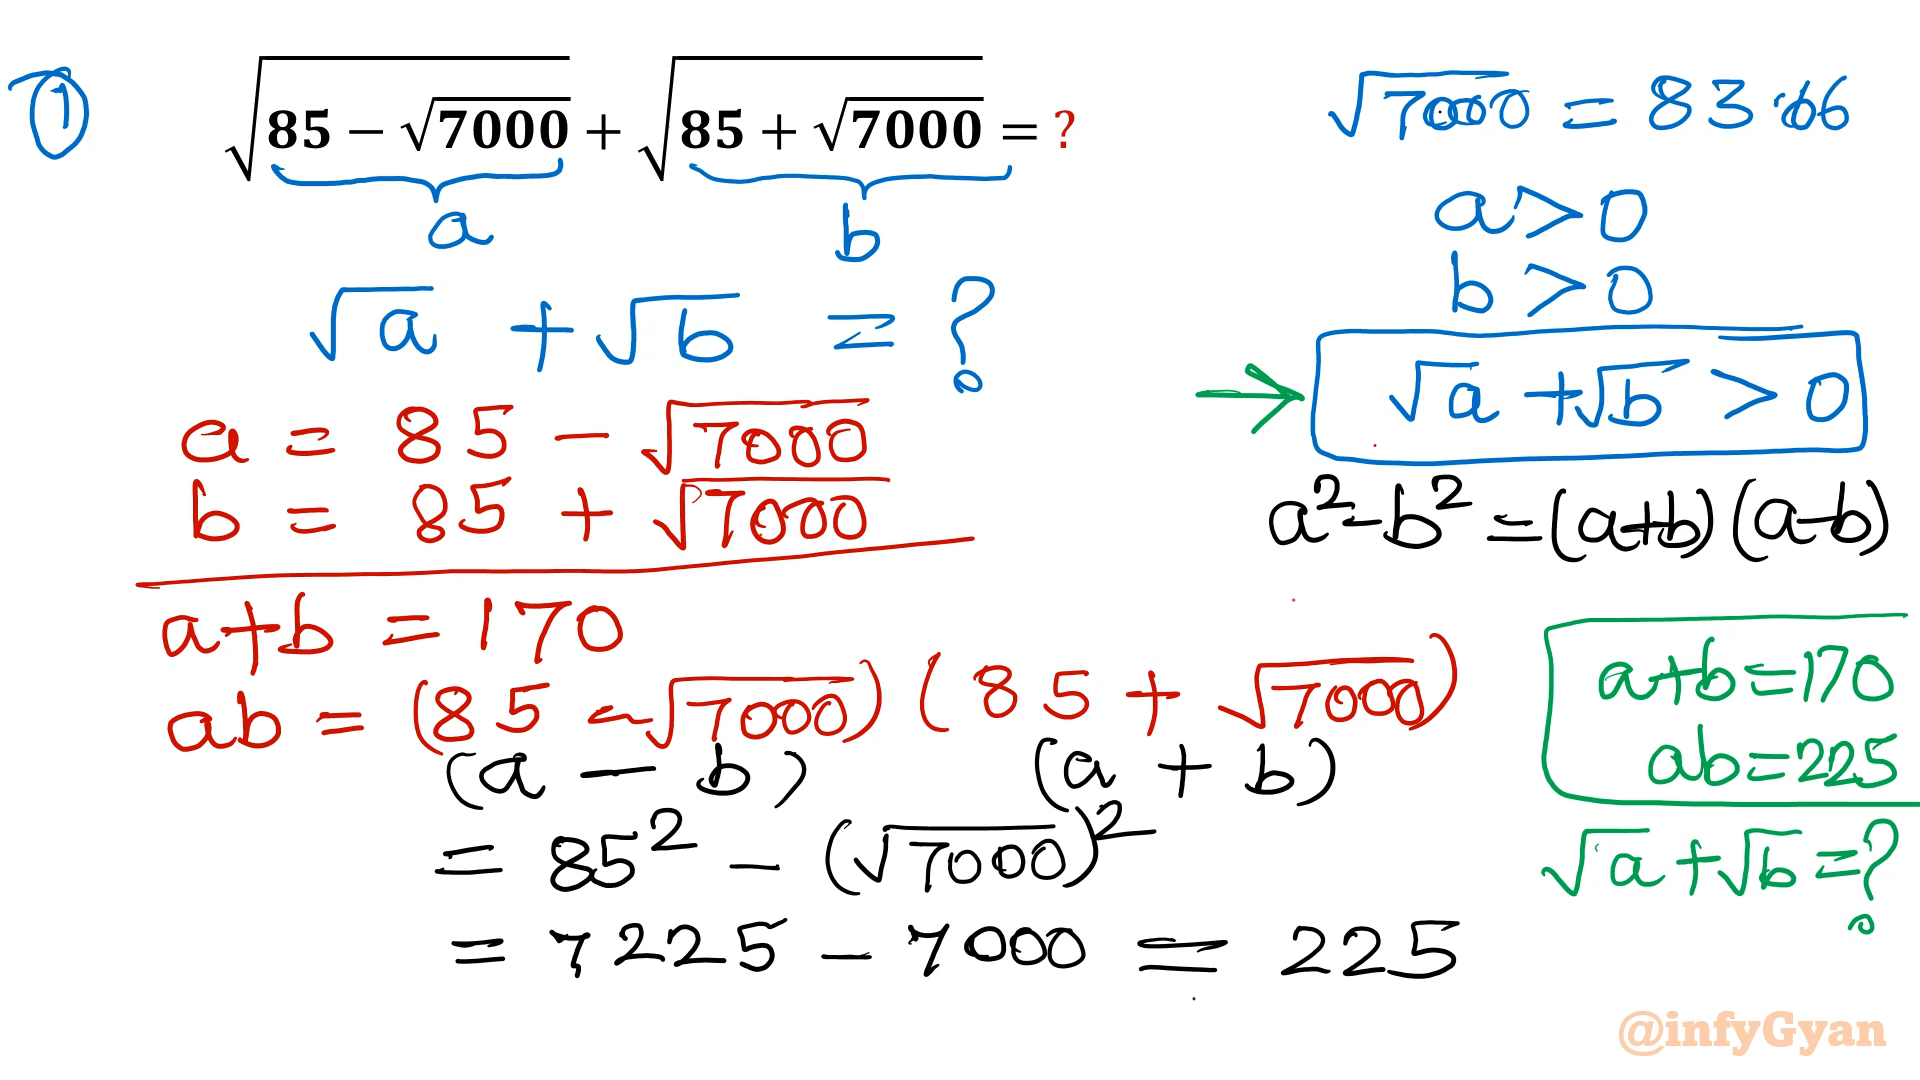 ①
√(85 − √7000) + √(85 + √7000) = ?
a b
√a + √b = ?
a = 85 − √7000
b = 85 + √7000
a+b = 170
ab = (85 − √7000) (85 + √7000)
(a − b) (a + b)
= 85² − (√7000)²
= 7225 − 7000 = 225
√7000 = 83.66
a > 0
b > 0
√a + √b > 0
a² − b² = (a+b) (a−b)
a+b = 170
ab = 225
√a + √b = ?
@infyGyan